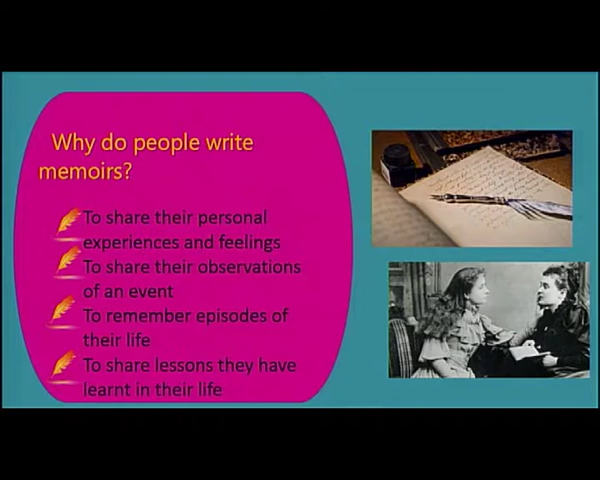 Why do people write
memoirs?
To share their personal
experiences and feelings
To share their observations
of an event
To remember episodes of
their life
To share lessons they have
learnt in their life